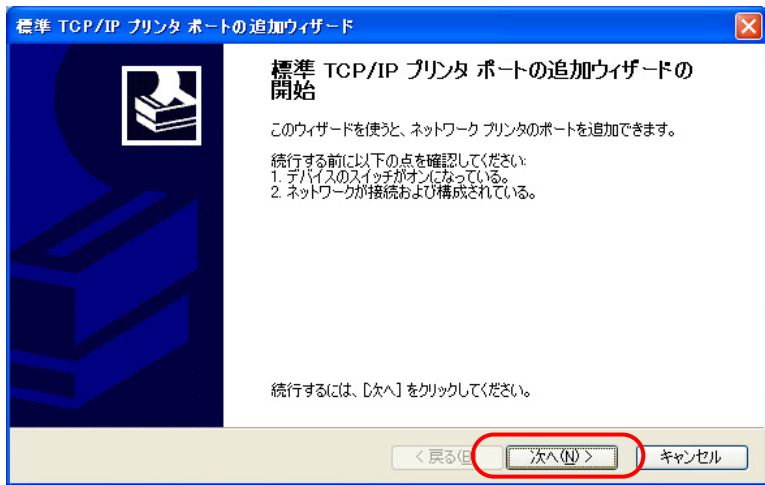 標準 TCP/IP プリンタ ポートの追加ウィザード
標準 TCP/IP プリンタ ポートの追加ウィザードの
開始
このウィザードを使うと、ネットワーク プリンタのポートを追加できます。
続行する前に以下の点を確認してください:
1. デバイスのスイッチがオンになっている。
2. ネットワークが接続および構成されている。
続行するには、[次へ] をクリックしてください。
< 戻る(B 次へ(N) > キャンセル